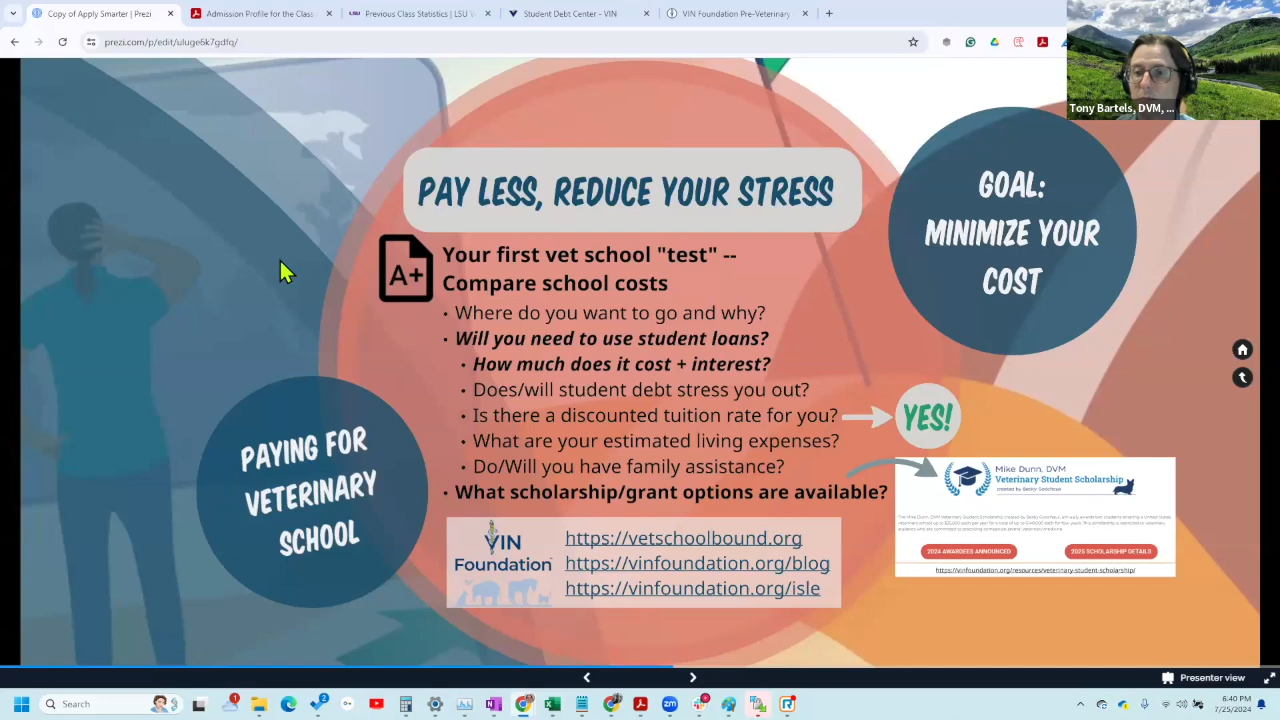 Copy of Apply Smarter | Prezi
Admission Profile for the Class
Previous Class Statistics | LSU
Student Debt Center - VIN
VIN Foundation Pre-Veterinary
prezi.com/p/edit/uluge6k7gdfq/
Tony Bartels, DVM, ...
PAY LESS, REDUCE YOUR STRESS
GOAL:
MINIMIZE YOUR
COST
A+
Your first vet school "test" --
Compare school costs
• Where do you want to go and why?
• Will you need to use student loans?
• How much does it cost + interest?
• Does/will student debt stress you out?
• Is there a discounted tuition rate for you?
YES!
• What are your estimated living expenses?
• Do/Will you have family assistance?
• What scholarship/grant options are available?
PAYING FOR
VETERINARY
VIN
Foundation
https://vetschoolbound.org
https://vinfoundation.org/blog
https://vinfoundation.org/isle
Mike Dunn, DVM
Veterinary Student Scholarship
created by Becky Godchaux
2024 AWARDEES ANNOUNCED
2025 SCHOLARSHIP DETAILS
https://vinfoundation.org/resources/veterinary-student-scholarship/
Presenter view
Search
1
2
6:40 PM
7/25/2024